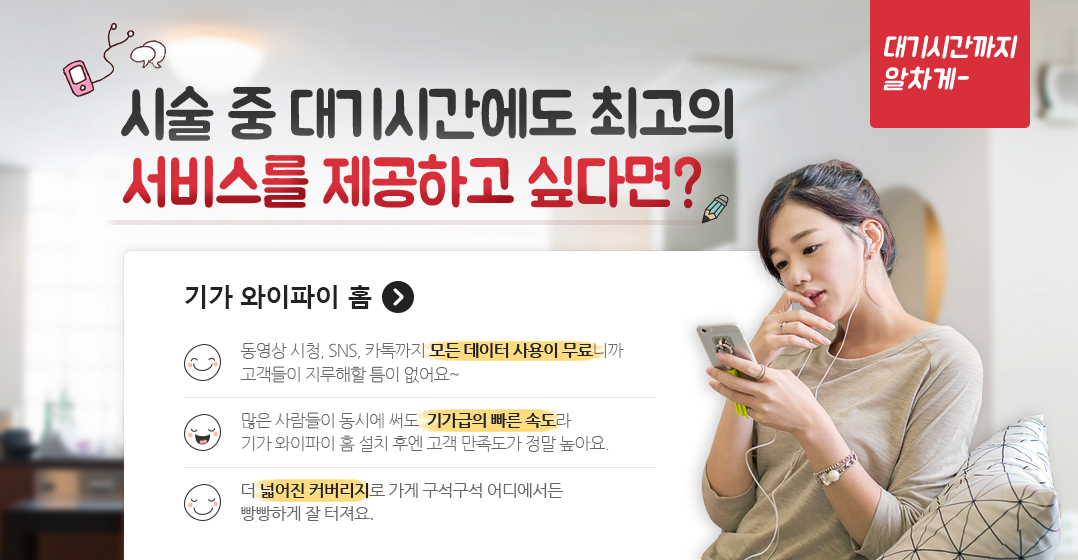 대기시간까지
알차게-
시술 중 대기시간에도 최고의
서비스를 제공하고 싶다면?
기가 와이파이 홈
동영상 시청, SNS, 카톡까지 모든 데이터 사용이 무료니까
고객들이 지루해할 틈이 없어요~
많은 사람들이 동시에 써도 기가급의 빠른 속도라
기가 와이파이 홈 설치 후엔 고객 만족도가 정말 높아요.
더 넓어진 커버리지로 가게 구석구석 어디에서든
빵빵하게 잘 터져요.